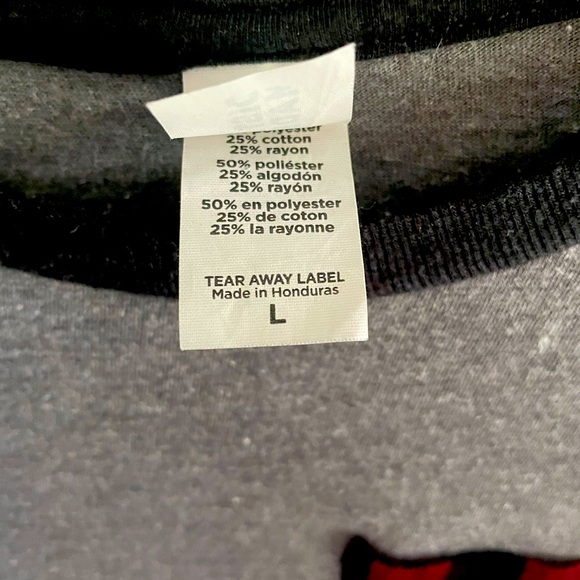 polyester
25% cotton
25% rayon
50% poliéster
25% algodón
25% rayón
50% en polyester
25% de coton
25% la rayonne
TEAR AWAY LABEL
Made in Honduras
L